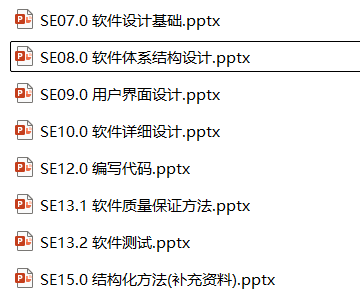 SE07.0 软件设计基础.pptx
SE08.0 软件体系结构设计.pptx
SE09.0 用户界面设计.pptx
SE10.0 软件详细设计.pptx
SE12.0 编写代码.pptx
SE13.1 软件质量保证方法.pptx
SE13.2 软件测试.pptx
SE15.0 结构化方法(补充资料).pptx